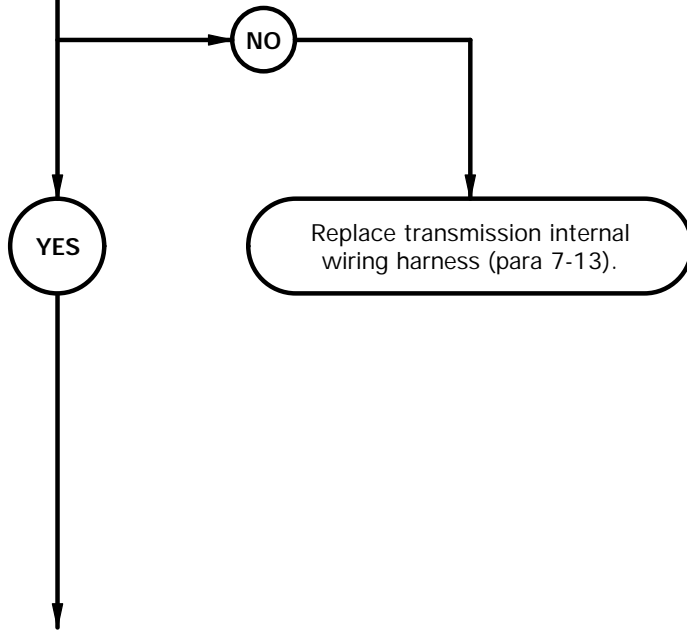 NO
YES
Replace transmission internal
wiring harness (para 7-13).